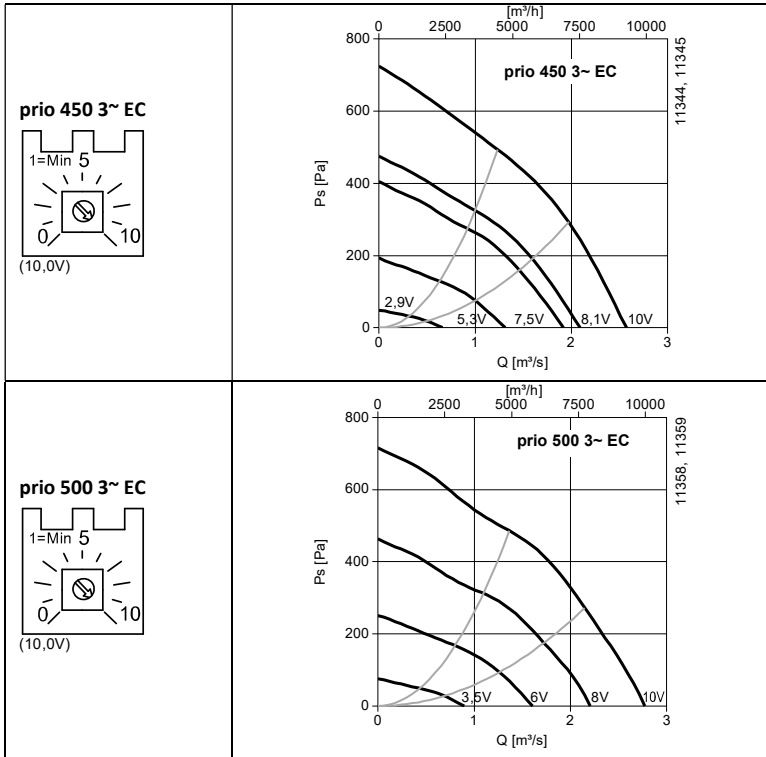 prio 450 3~ EC
1=Min 5
0 10
(10,0V)
[m³/h]
0 2500 5000 7500 10000
800
600
400
200
0
Ps [Pa]
prio 450 3~ EC
11344, 11345
2,9V 5,3V 7,5V 8,1V 10V
0 1 2 3
Q [m³/s]
prio 500 3~ EC
1=Min 5
0 10
(10,0V)
[m³/h]
0 2500 5000 7500 10000
800
600
400
200
0
Ps [Pa]
prio 500 3~ EC
11358, 11359
3,5V 6V 8V 10V
0 1 2 3
Q [m³/s]